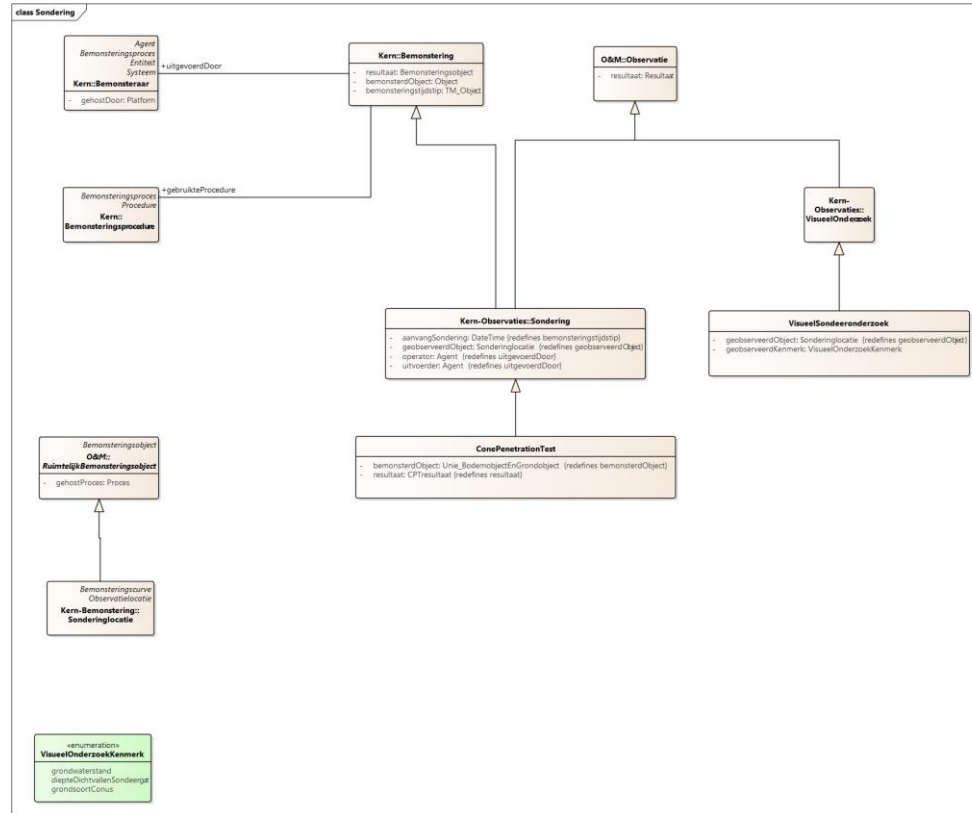 class Sondering
Agent
Bemonsteringsproces
Entiteit
Systeem
Kern::Bemonsteraar
- gehostDoor: Platform
+uitgevoerdDoor
Kern::Bemonstering
- resultaat: Bemonsteringsobject
- bemonsterdObject: Object
- bemonsteringstijdstip: TM_Object
O&M::Observatie
- resultaat: Resultaat
Bemonsteringsproces
Procedure
Kern::
Bemonsteringsprocedure
+gebruikteProcedure
Kern-
Observaties::
VisueelOnderzoek
Kern-Observaties::Sondering
- aanvangSondering: DateTime {redefines bemonsteringstijdstip}
- geobserveerdObject: Sonderinglocatie {redefines geobserveerdObject}
- operator: Agent {redefines uitgevoerdDoor}
- uitvoerder: Agent {redefines uitgevoerdDoor}
VisueelSondeeronderzoek
- geobserveerdObject: Sonderinglocatie {redefines geobserveerdObject}
- geobserveerdKenmerk: VisueelOnderzoekKenmerk
ConePenetrationTest
- bemonsterdObject: Unie_BodemobjectEnGrondobject {redefines bemonsterdObject}
- resultaat: CPTresultaat {redefines resultaat}
Bemonsteringsobject
O&M::
RuimtelijkBemonsteringsobject
- gehostProces: Proces
Bemonsteringscurve
Observatielocatie
Kern-Bemonstering::
Sonderinglocatie
«enumeration»
VisueelOnderzoekKenmerk
grondwaterstand
diepteDichtvallenSondeergat
grondsoortConus